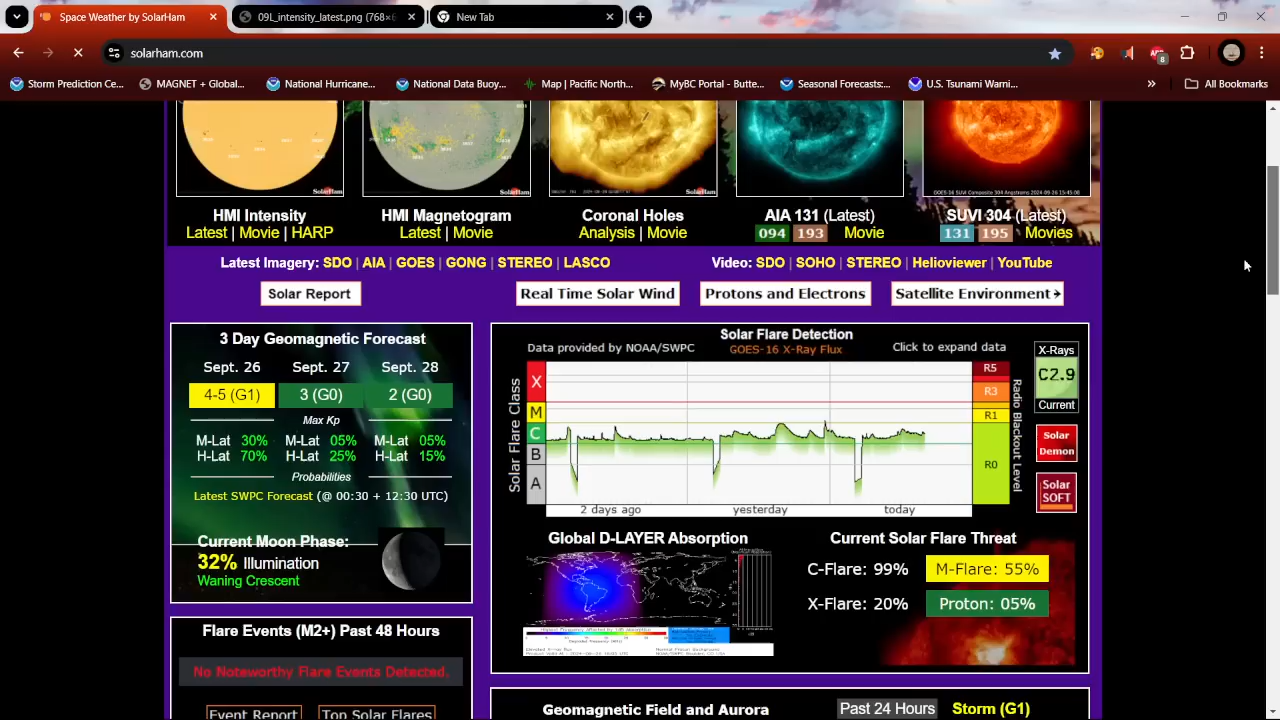 Space Weather by SolarHam
09L_intensity_latest.png (768×6
New Tab
solarham.com
8
Storm Prediction Ce...
MAGNET + Global...
National Hurricane...
National Data Buoy...
Map | Pacific North...
MyBC Portal - Butte...
Seasonal Forecasts:...
U.S. Tsunami Warni...
All Bookmarks
SolarHam
SolarHam
HMI Intensity
Latest | Movie | HARP
HMI Magnetogram
Latest | Movie
Coronal Holes
Analysis | Movie
AIA 131 (Latest)
094 193 Movie
SUVI 304 (Latest)
131 195 Movies
Latest Imagery: SDO | AIA | GOES | GONG | STEREO | LASCO
Video: SDO | SOHO | STEREO | Helioviewer | YouTube
Solar Report
Real Time Solar Wind
Protons and Electrons
Satellite Environment→
3 Day Geomagnetic Forecast
Sept. 26 Sept. 27 Sept. 28
4-5 (G1) 3 (G0) 2 (G0)
Max Kp
M-Lat 30% M-Lat 05% M-Lat 05%
H-Lat 70% H-Lat 25% H-Lat 15%
Probabilities
Latest SWPC Forecast (@ 00:30 + 12:30 UTC)
Current Moon Phase:
32% Illumination
Waning Crescent
Flare Events (M2+) Past 48 Hours
No Noteworthy Flare Events Detected.
Event Report
Top Solar Flares
Solar Flare Detection
Data provided by NOAA/SWPC
GOES-16 X-Ray Flux
Click to expand data
Solar Flare Class
X
M
C
B
A
R5
R3
R1
R0
Radio Blackout Level
2 days ago
yesterday
today
X-Rays
C2.9
Current
Solar
Demon
Solar
SOFT
Global D-LAYER Absorption
Current Solar Flare Threat
C-Flare: 99%
M-Flare: 55%
X-Flare: 20%
Proton: 05%
Geomagnetic Field and Aurora
Past 24 Hours
Storm (G1)